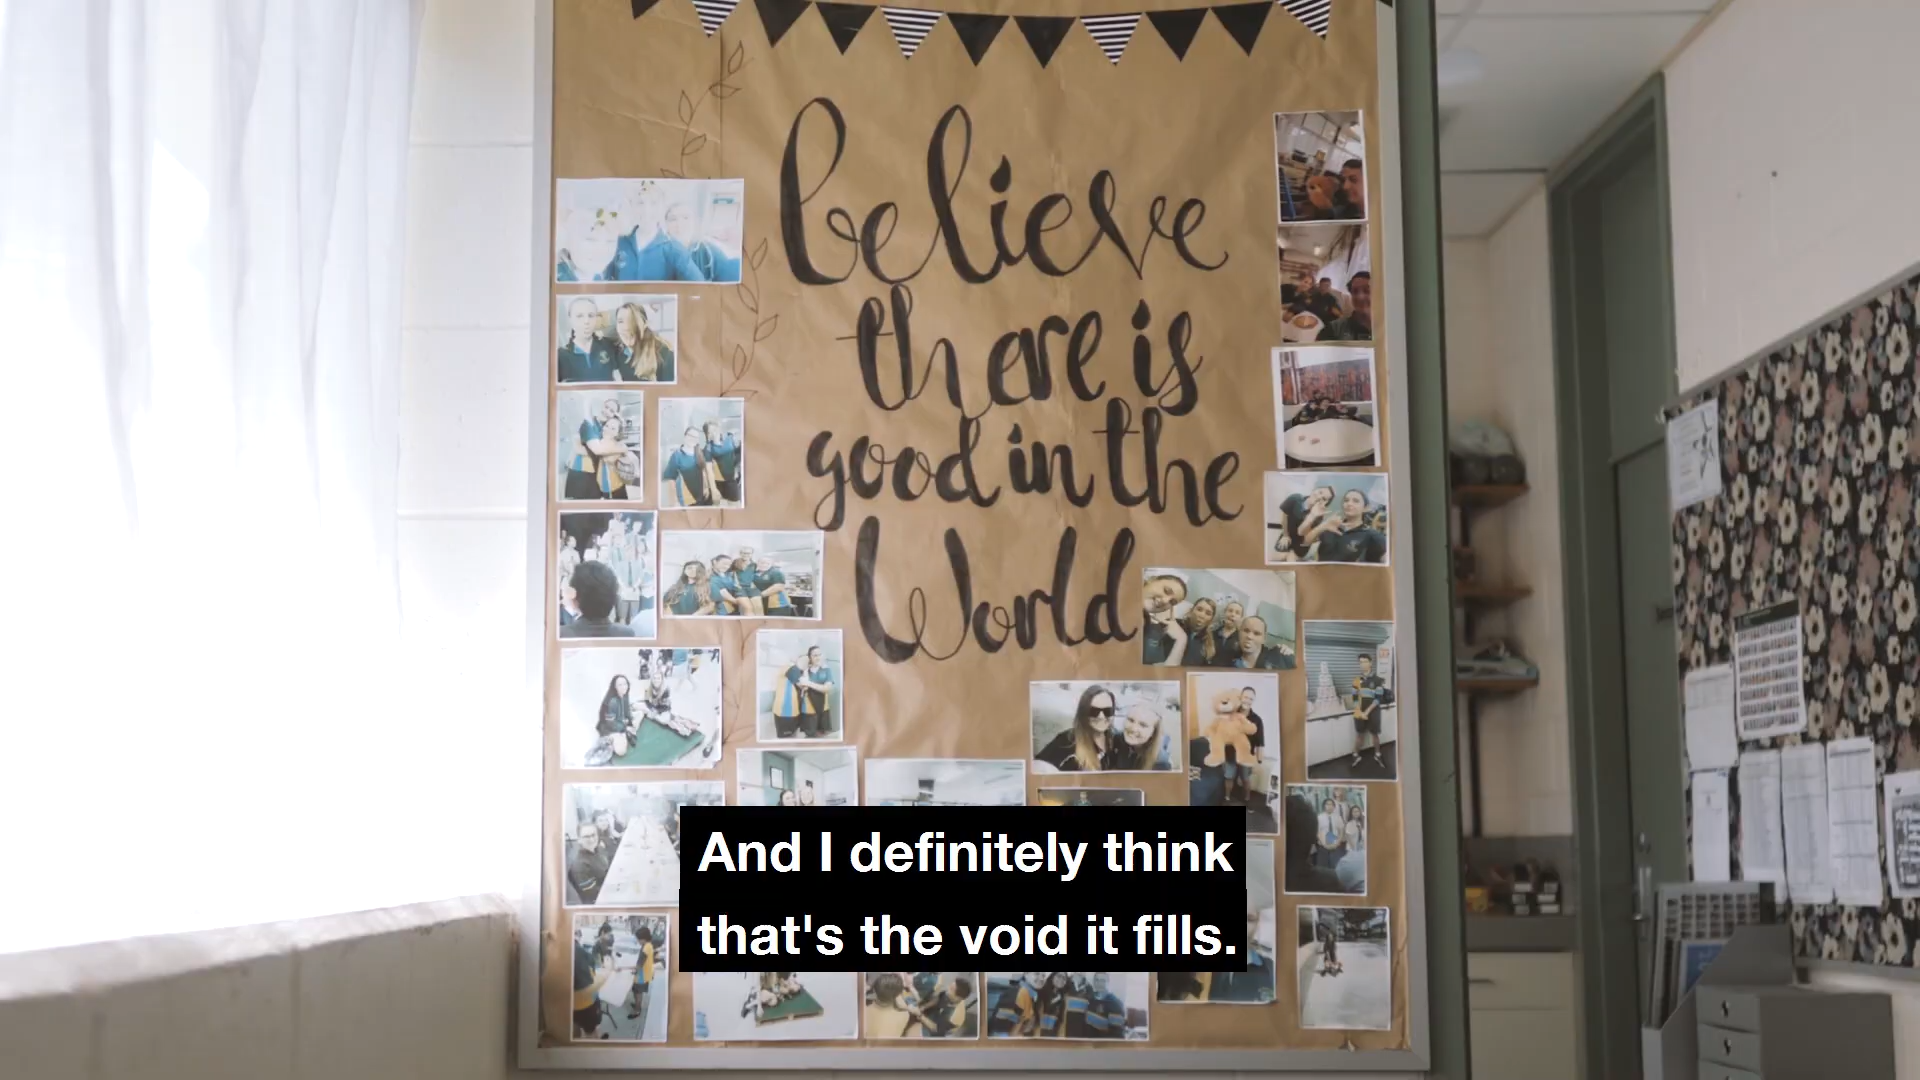 believe
there is
good in the
World
And I definitely think
that's the void it fills.